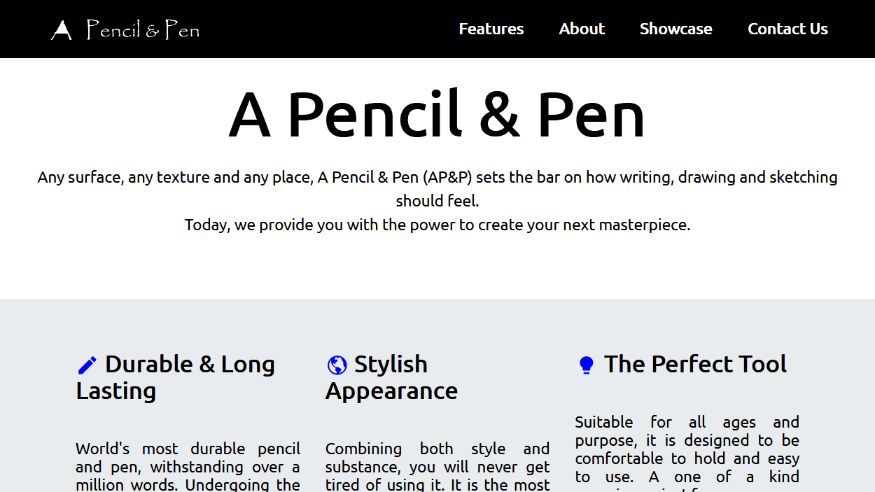 A Pencil & Pen
Features About Showcase Contact Us
A Pencil & Pen
Any surface, any texture and any place, A Pencil & Pen (AP&P) sets the bar on how writing, drawing and sketching
should feel.
Today, we provide you with the power to create your next masterpiece.
Durable & Long
Lasting
World's most durable pencil
and pen, withstanding over a
million words. Undergoing the
Stylish
Appearance
Combining both style and
substance, you will never get
tired of using it. It is the most
The Perfect Tool
Suitable for all ages and
purpose, it is designed to be
comfortable to hold and easy
to use. A one of a kind